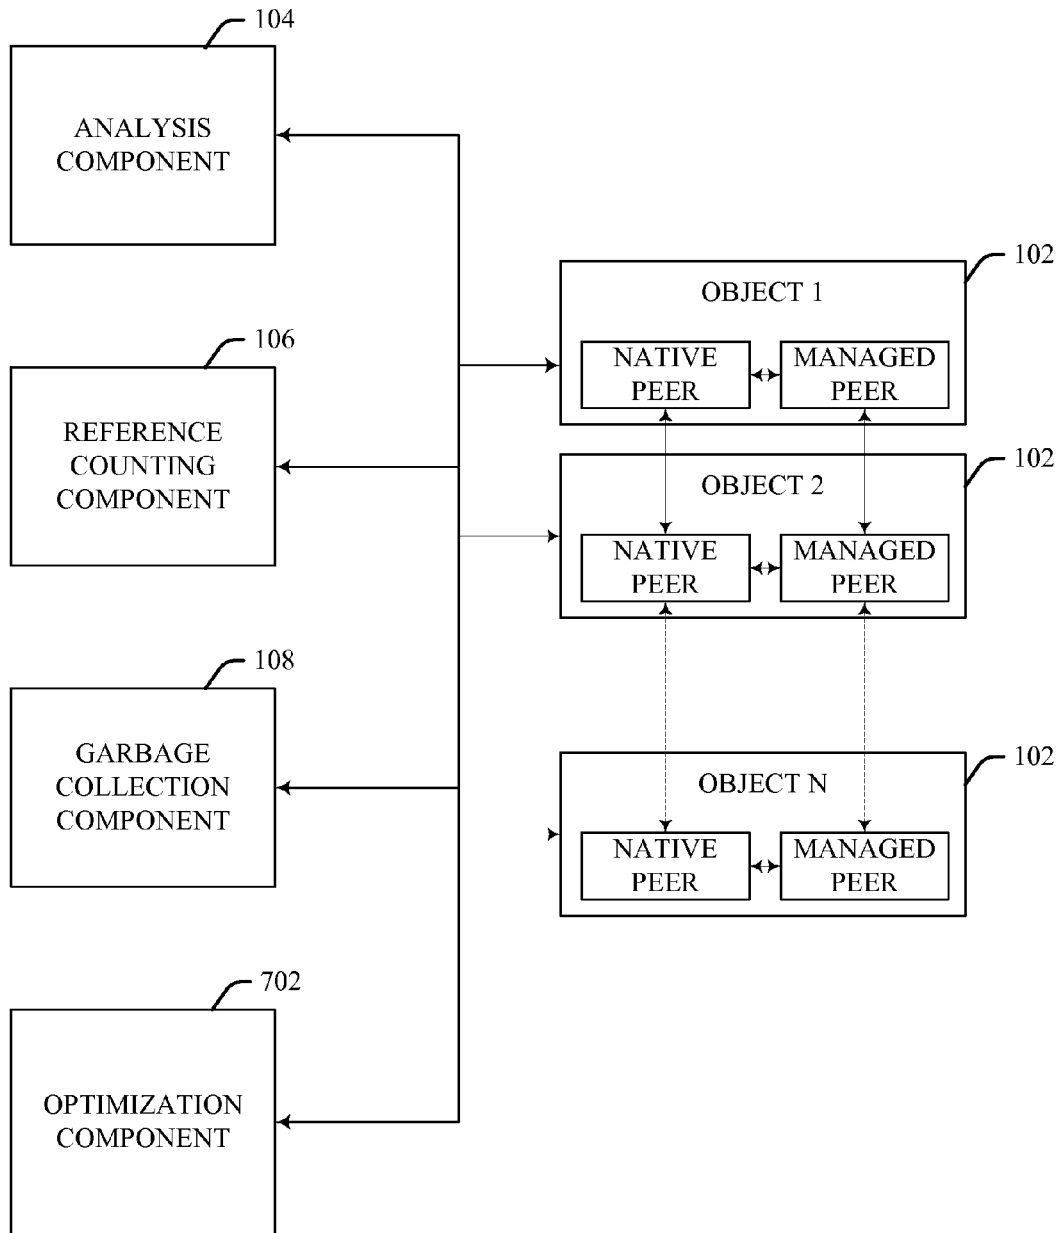 104
ANALYSIS
COMPONENT
106
REFERENCE
COUNTING
COMPONENT
108
GARBAGE
COLLECTION
COMPONENT
702
OPTIMIZATION
COMPONENT
102
OBJECT 1
NATIVE
PEER
MANAGED
PEER
102
OBJECT 2
NATIVE
PEER
MANAGED
PEER
102
OBJECT N
NATIVE
PEER
MANAGED
PEER